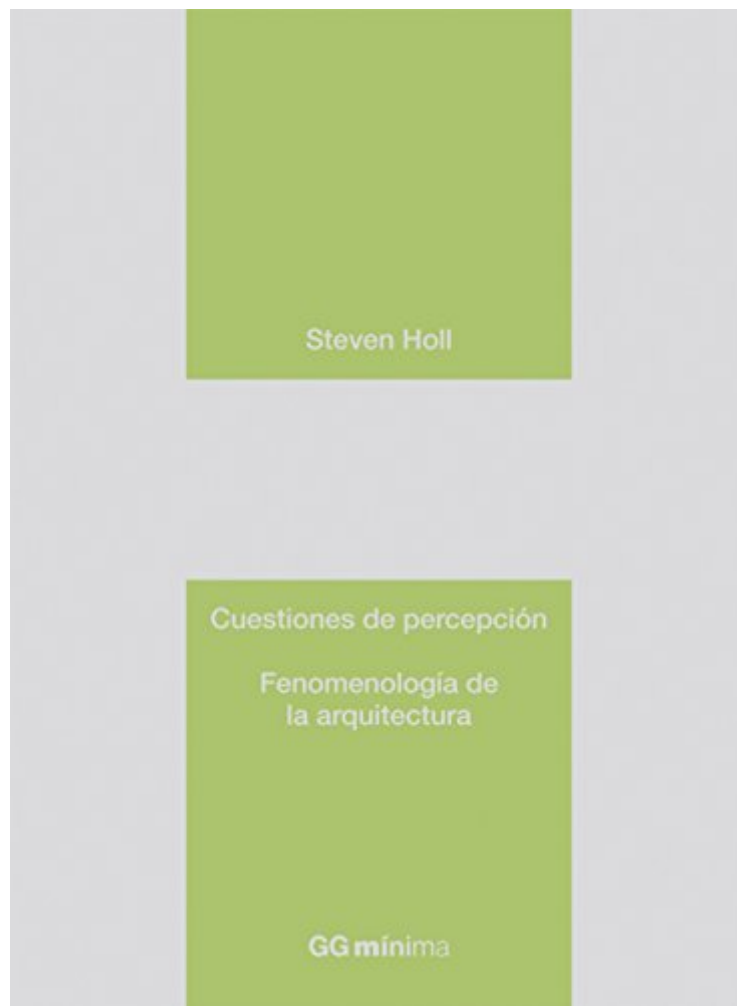 Steven Holl
Cuestiones de percepción
Fenomenología de
la arquitectura
GG mínima